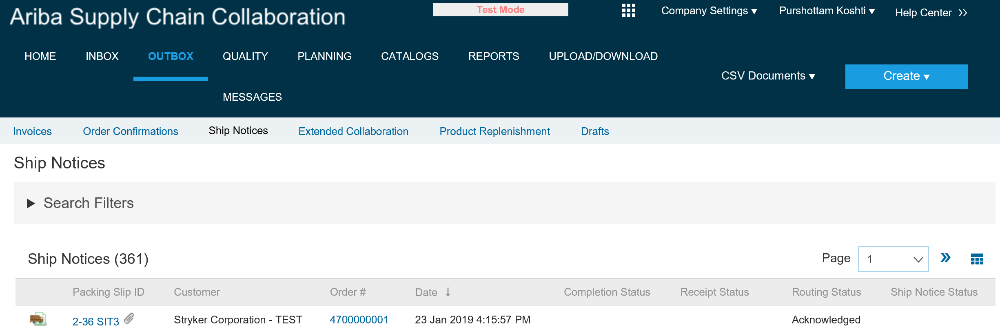 Ariba Supply Chain Collaboration
Test Mode
Company Settings
Purshottam Koshti
Help Center
HOME
INBOX
OUTBOX
QUALITY
PLANNING
CATALOGS
REPORTS
UPLOAD/DOWNLOAD
MESSAGES
CSV Documents
Create
Invoices
Order Confirmations
Ship Notices
Extended Collaboration
Product Replenishment
Drafts
Ship Notices
Search Filters
Ship Notices (361)
Page
1
Packing Slip ID
Customer
Order #
Date
Completion Status
Receipt Status
Routing Status
Ship Notice Status
2-36 SIT3
Stryker Corporation - TEST
4700000001
23 Jan 2019 4:15:57 PM
Acknowledged